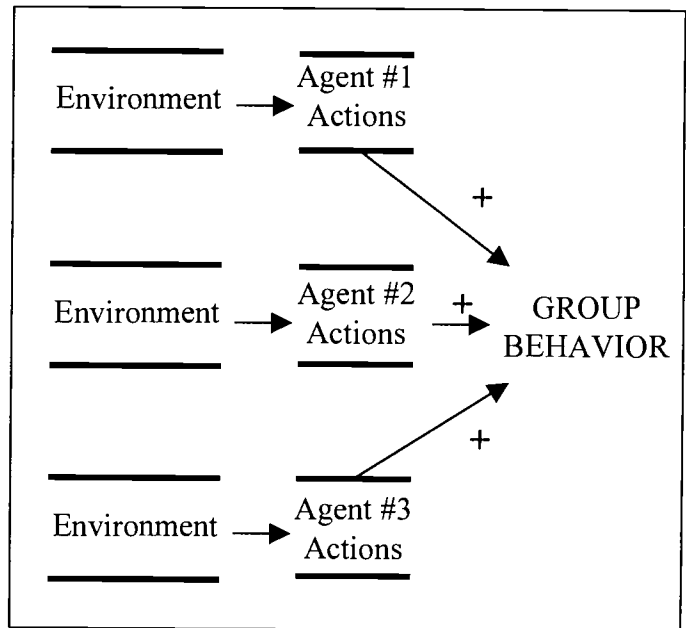 Environment
Agent #1
Actions
+
Environment
Agent #2
Actions
+
GROUP
BEHAVIOR
+
Environment
Agent #3
Actions